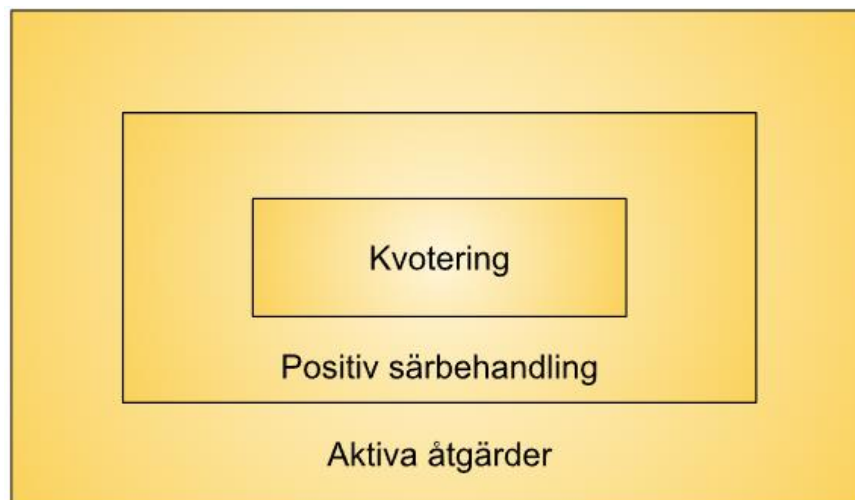 Kvotering
Positiv särbehandling
Aktiva åtgärder